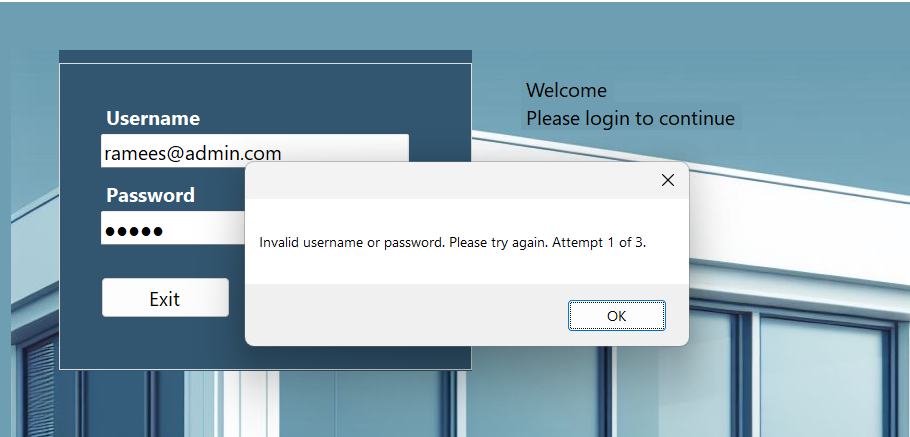 Welcome
Please login to continue
Username
ramees@admin.com
Password
●●●●●
Invalid username or password. Please try again. Attempt 1 of 3.
Exit
OK